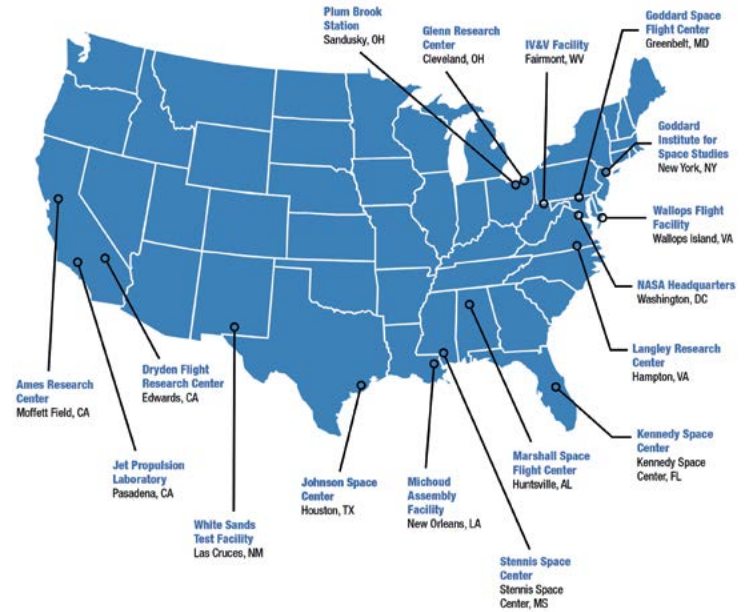 Plum Brook
Station
Sandusky, OH
Glenn Research
Center
Cleveland, OH
IV&V Facility
Fairmont, WV
Goddard Space
Flight Center
Greenbelt, MD
Goddard
Institute for
Space Studies
New York, NY
Wallops Flight
Facility
Wallops Island, VA
NASA Headquarters
Washington, DC
Langley Research
Center
Hampton, VA
Kennedy Space
Center
Kennedy Space
Center, FL
Ames Research
Center
Moffett Field, CA
Dryden Flight
Research Center
Edwards, CA
Jet Propulsion
Laboratory
Pasadena, CA
White Sands
Test Facility
Las Cruces, NM
Johnson Space
Center
Houston, TX
Michoud
Assembly
Facility
New Orleans, LA
Marshall Space
Flight Center
Huntsville, AL
Stennis Space
Center
Stennis Space
Center, MS